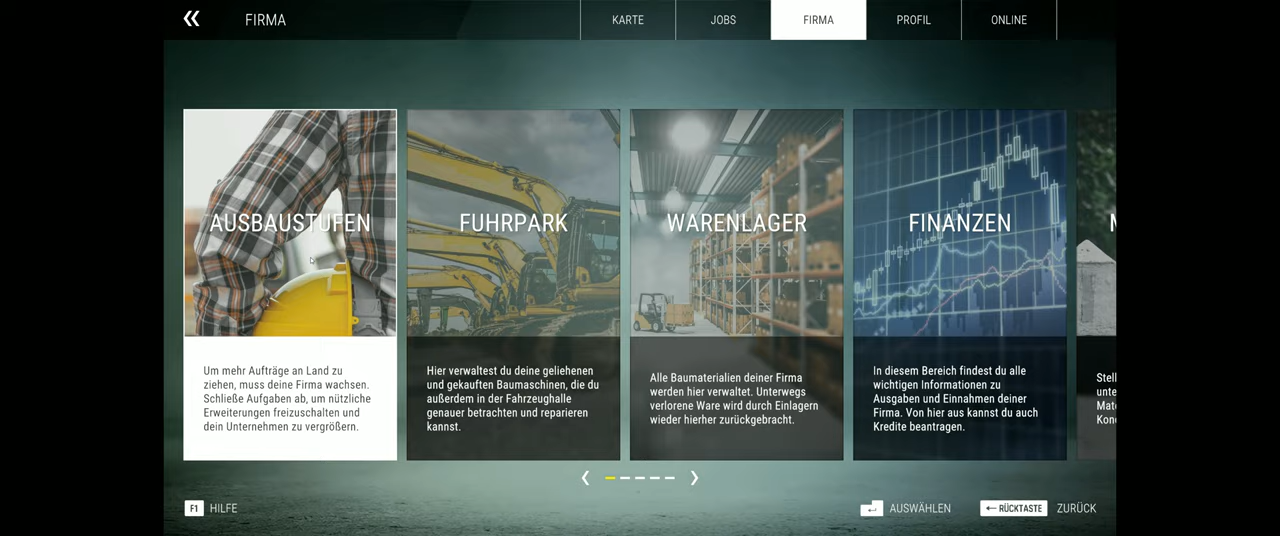 FIRMA
KARTE
JOBS
FIRMA
PROFIL
ONLINE
AUSBAUSTUFEN
Um mehr Aufträge an Land zu
ziehen, muss deine Firma wachsen.
Schließe Aufgaben ab, um nützliche
Erweiterungen freizuschalten und
dein Unternehmen zu vergrößern.
FUHRPARK
Hier verwaltest du deine geliehenen
und gekauften Baumaschinen, die du
außerdem in der Fahrzeughalle
genauer betrachten und reparieren
kannst.
WARENLAGER
Alle Baumaterialien deiner Firma
werden hier verwaltet. Unterwegs
verlorene Ware wird durch Einlagern
wieder hierher zurückgebracht.
FINANZEN
In diesem Bereich findest du alle
wichtigen Informationen zu
Ausgaben und Einnahmen deiner
Firma. Von hier aus kannst du auch
Kredite beantragen.
F1 HILFE
AUSWÄHLEN
RÜCKTASTE ZURÜCK